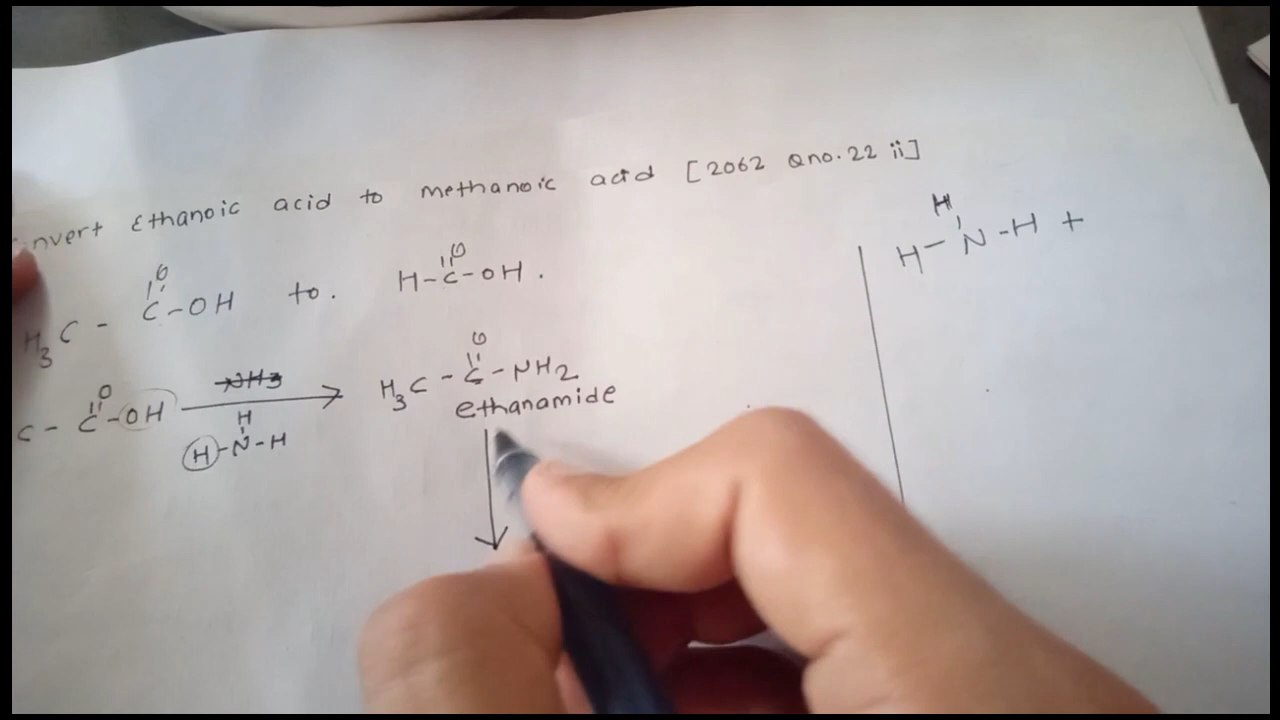 nvert Ethanoic acid to methanoic acid [2062 Qno.22 ii]
H3C - C - OH to. H - C - OH .
O O
H
H - N - H +
C - C - OH NH3 H3C - C - NH2
O O
H - N - H
H
ethanamide